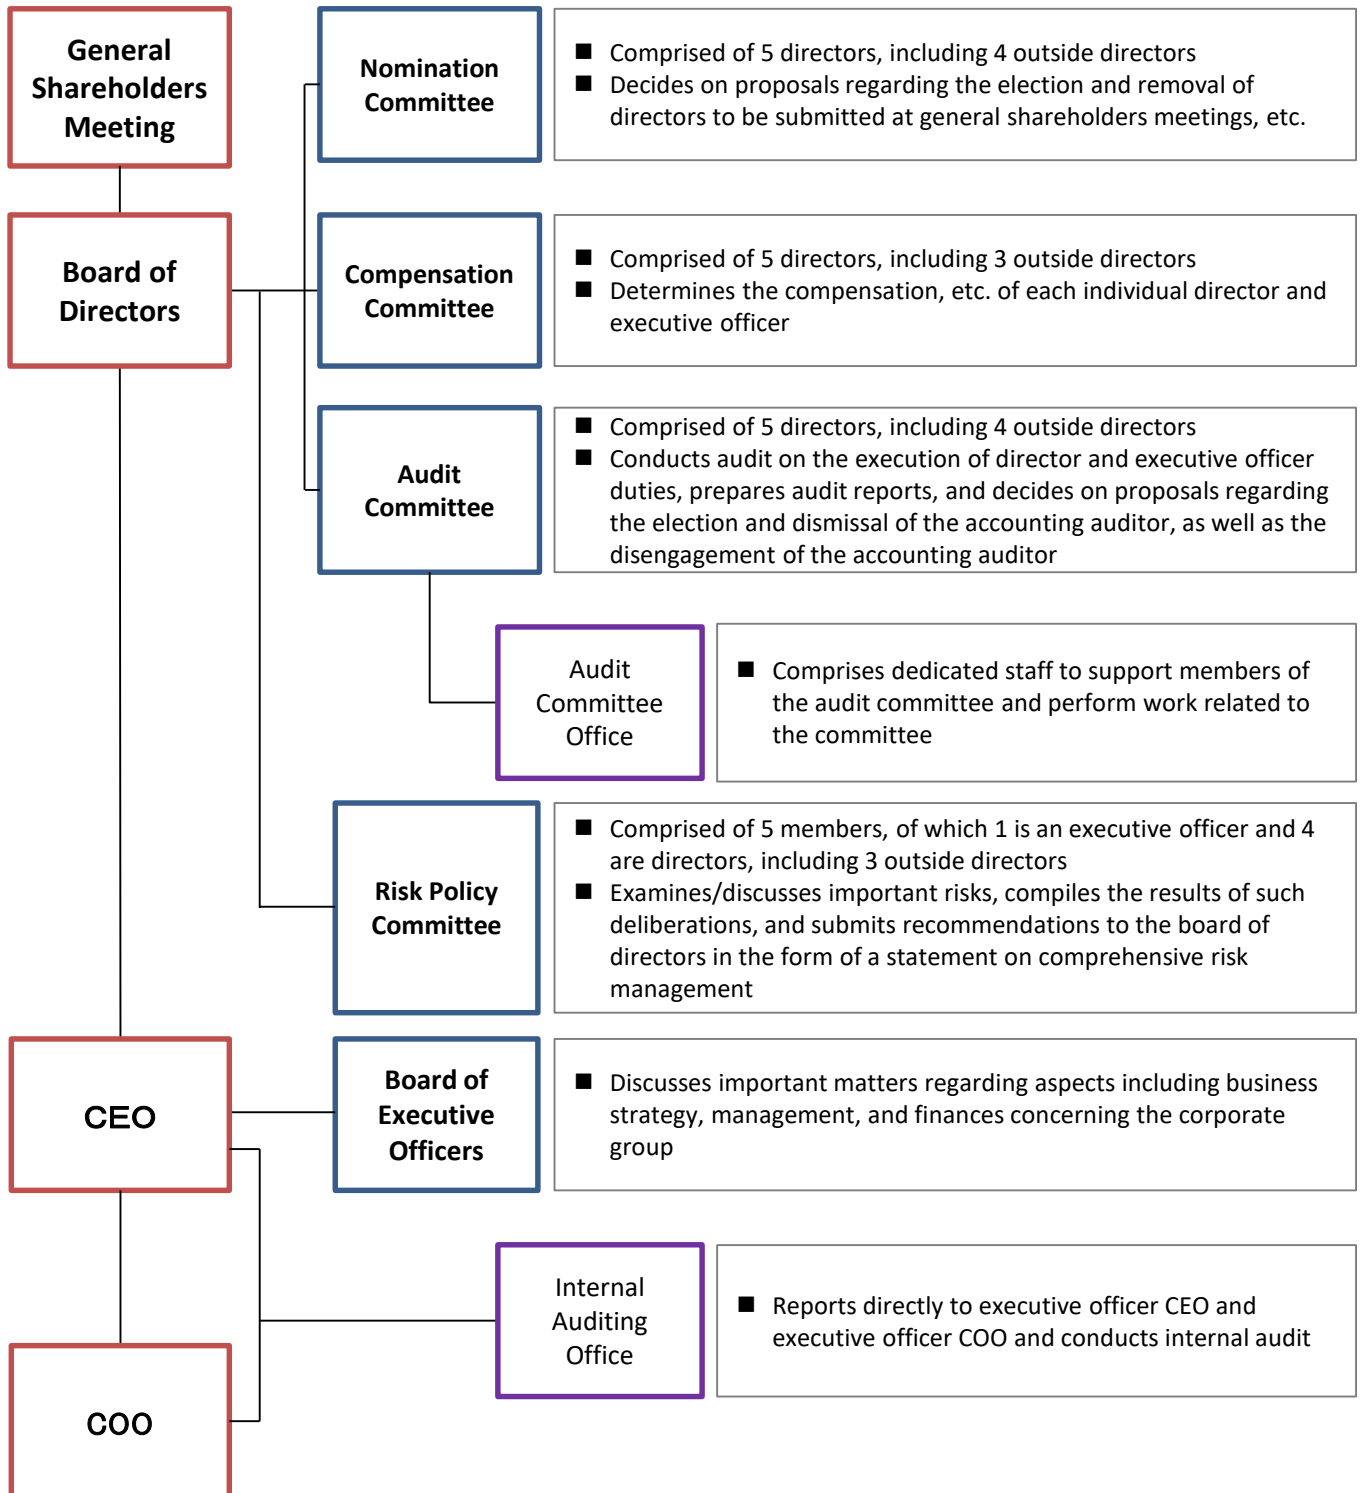 General
Shareholders
Meeting
Nomination
Committee
■ Comprised of 5 directors, including 4 outside directors
■ Decides on proposals regarding the election and removal of
directors to be submitted at general shareholders meetings, etc.
Board of
Directors
Compensation
Committee
■ Comprised of 5 directors, including 3 outside directors
■ Determines the compensation, etc. of each individual director and
executive officer
Audit
Committee
■ Comprised of 5 directors, including 4 outside directors
■ Conducts audit on the execution of director and executive officer
duties, prepares audit reports, and decides on proposals regarding
the election and dismissal of the accounting auditor, as well as the
disengagement of the accounting auditor
Audit
Committee
Office
■ Comprises dedicated staff to support members of
the audit committee and perform work related to
the committee
Risk Policy
Committee
■ Comprised of 5 members, of which 1 is an executive officer and 4
are directors, including 3 outside directors
■ Examines/discusses important risks, compiles the results of such
deliberations, and submits recommendations to the board of
directors in the form of a statement on comprehensive risk
management
CEO
Board of
Executive
Officers
■ Discusses important matters regarding aspects including business
strategy, management, and finances concerning the corporate
group
Internal
Auditing
Office
■ Reports directly to executive officer CEO and
executive officer COO and conducts internal audit
COO